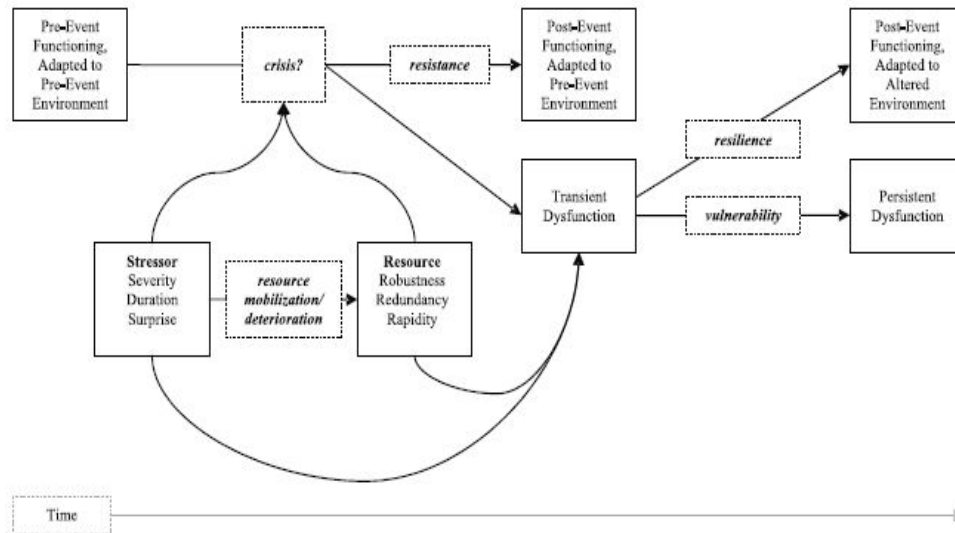 Pre-Event
Functioning,
Adapted to
Pre-Event
Environment
crisis?
resistance
Post-Event
Functioning,
Adapted to
Pre-Event
Environment
Post-Event
Functioning,
Adapted to
Altered
Environment
resilience
Transient
Dysfunction
vulnerability
Persistent
Dysfunction
Stressor
Severity
Duration
Surprise
resource
mobilization/
deterioration
Resource
Robustness
Redundancy
Rapidity
Time